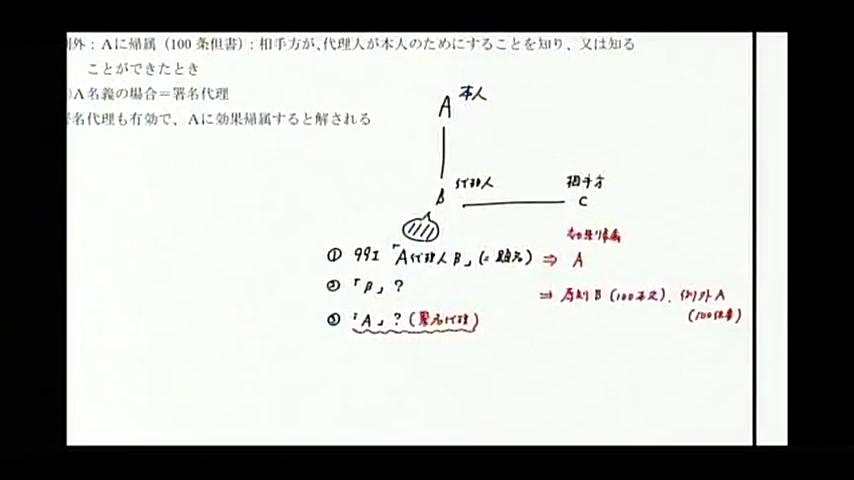 外：Aに帰属（100条但書）：相手方が、代理人が本人のためにすることを知り、又は知る
ことができたとき
）A名義の場合＝署名代理
名代理も有効で、Aに効果帰属すると解される
A 本人
B 代理人
相手方
C
① 99I 「A代理人B」(=顕名) ⇒ A
効果帰属
② 「B」？ ⇒ 原則B（100本文）、例外A
（100但書）
③ 「A」？（署名代理）